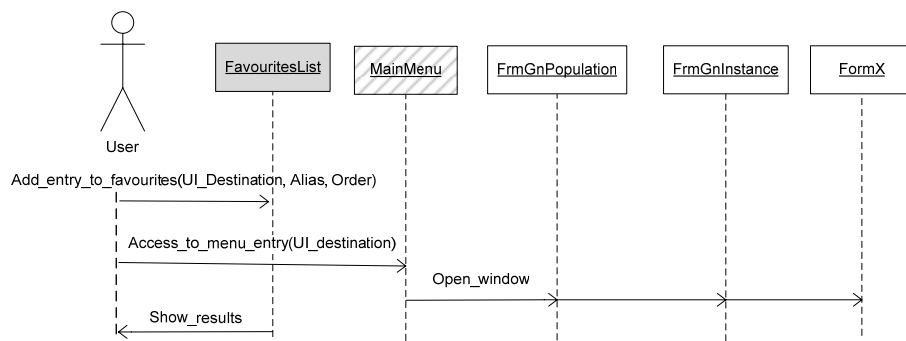 FavouritesList
MainMenu
FrmGnPopulation
FrmGnInstance
FormX
User
Add_entry_to_favourites(UI_Destination, Alias, Order)
Access_to_menu_entry(UI_destination)
Open_window
Show_results